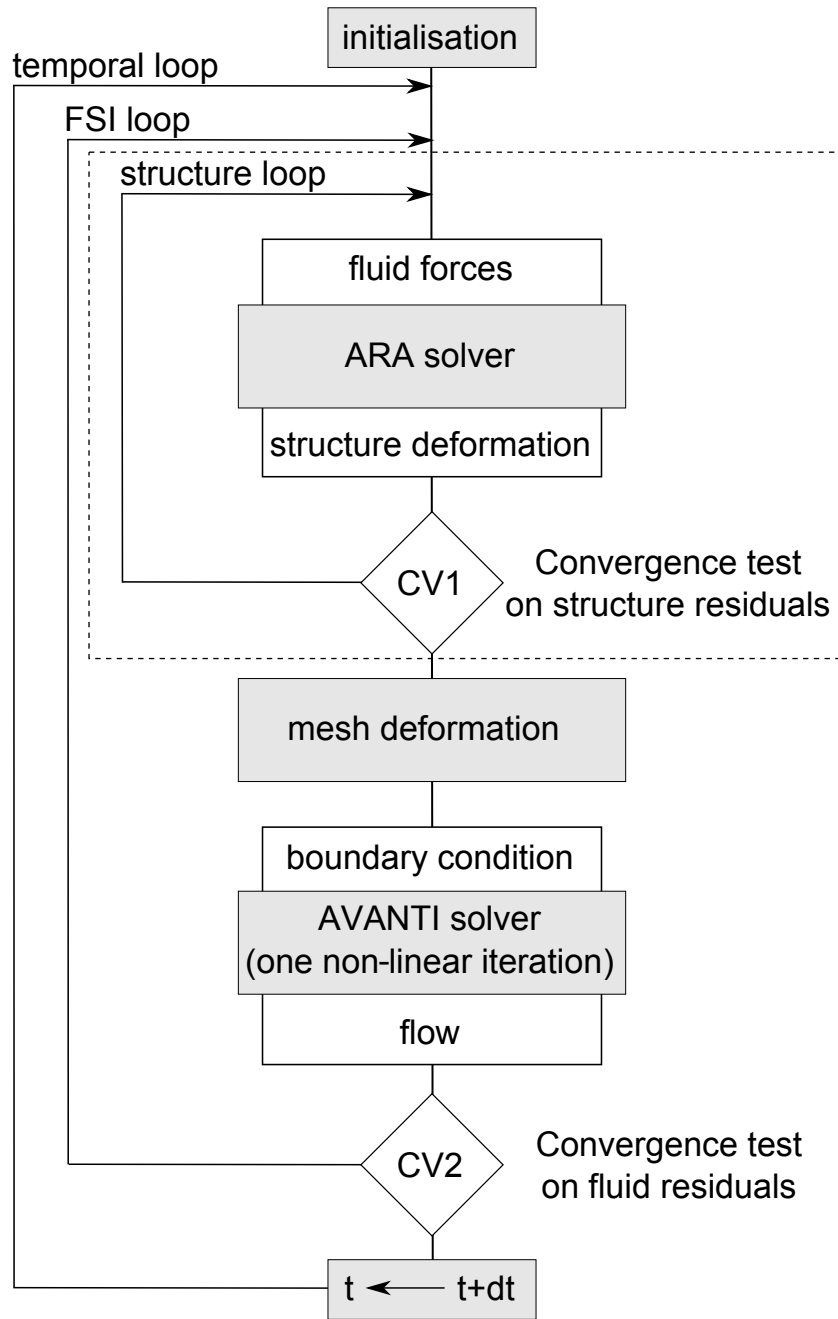 initialisation
temporal loop
FSI loop
structure loop
fluid forces
ARA solver
structure deformation
CV1
Convergence test
on structure residuals
mesh deformation
boundary condition
AVANTI solver
(one non-linear iteration)
flow
CV2
Convergence test
on fluid residuals
t t+dt